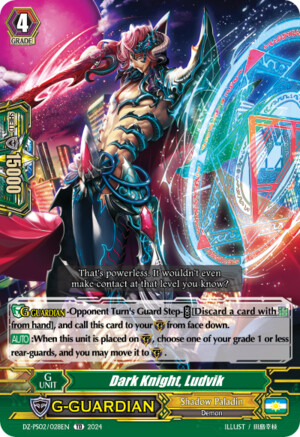 4
GRADE
15000
That's powerless. It wouldn't even
make contact at that level you know?
G GUARDIAN -Opponent Turn's Guard Step- [Discard a card with
from hand], and call this card to your from face down.
AUTO :When this unit is placed on , choose one of your grade 1 or less
rear-guards, and you may move it to .
G
UNIT
Dark Knight, Ludvik
G-GUARDIAN
Shadow Paladin
Demon
DZ-PS02/028EN TD 2024
ILLUST /